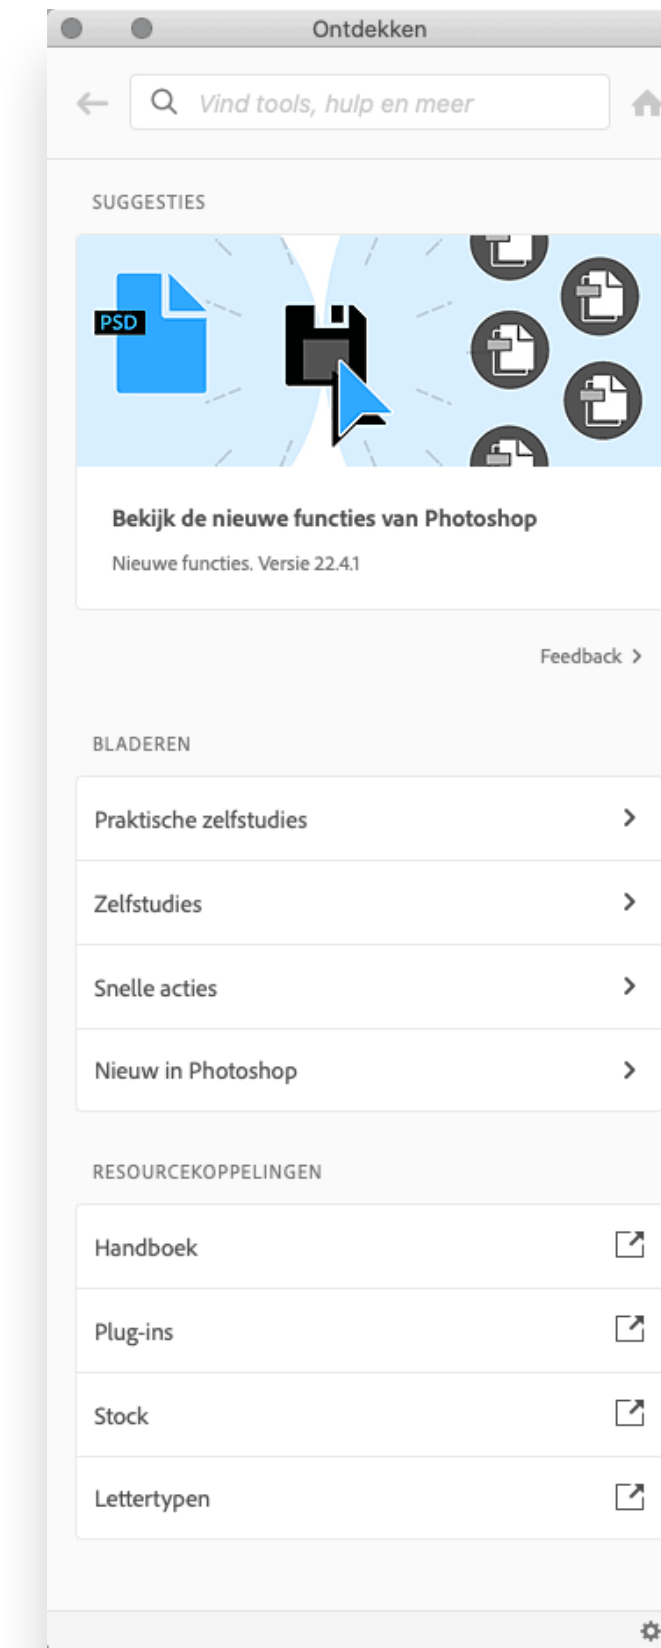 Ontdekken
Vind tools, hulp en meer
SUGGESTIES
PSD
Bekijk de nieuwe functies van Photoshop
Nieuwe functies. Versie 22.4.1
Feedback
BLADEREN
Praktische zelfstudies
Zelfstudies
Snelle acties
Nieuw in Photoshop
RESOURCEKOPPELINGEN
Handboek
Plug-ins
Stock
Lettertypen